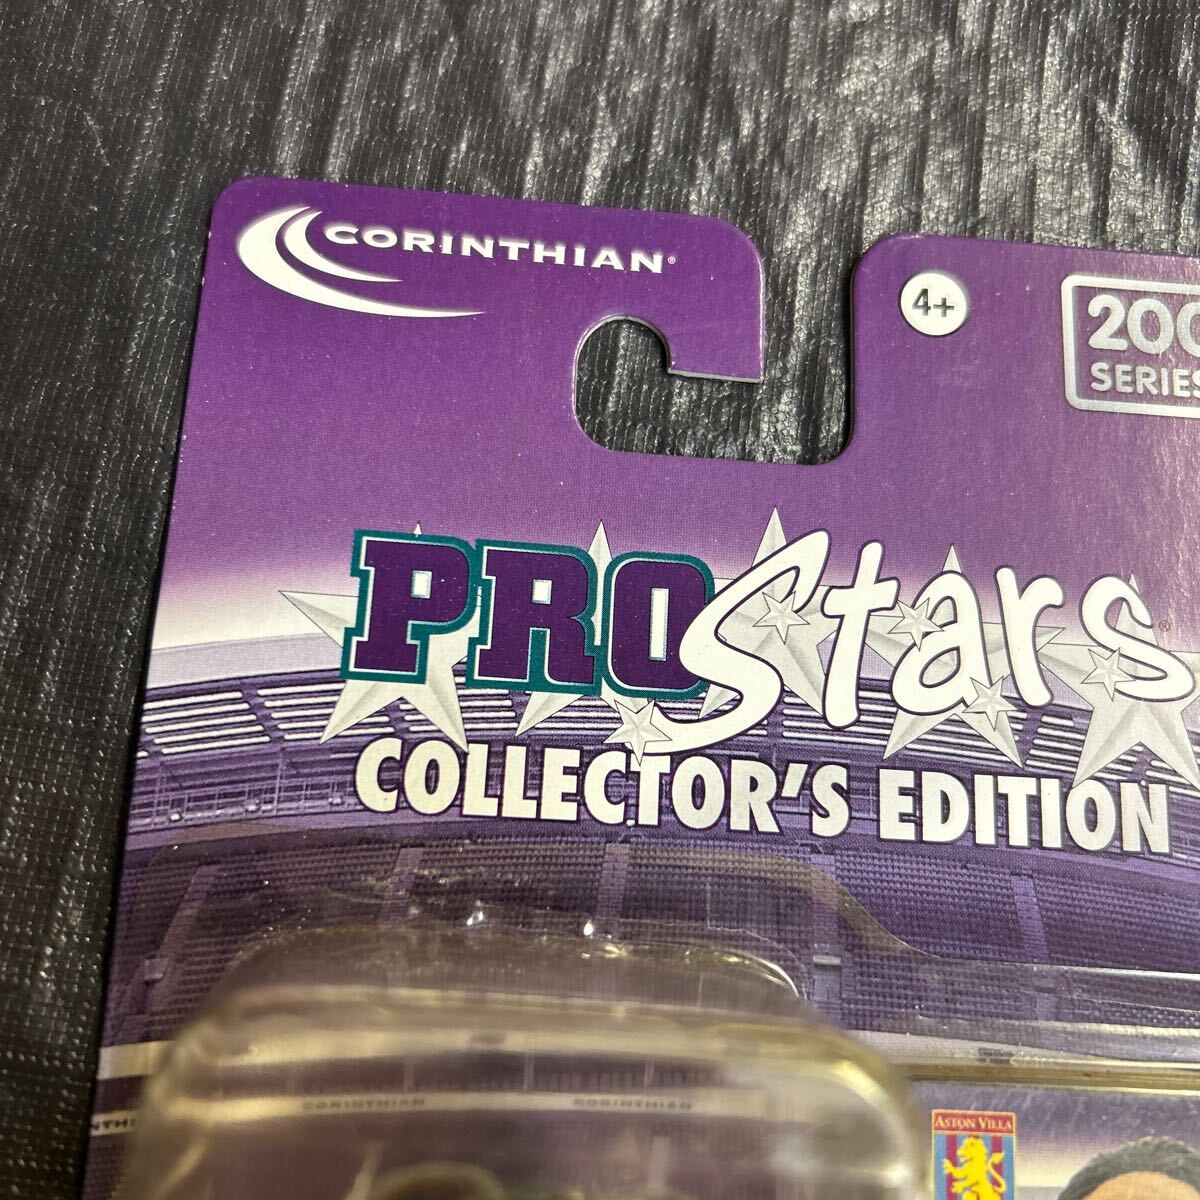 CORINTHIAN®
4+
200
SERIES
PROStars®
COLLECTOR'S EDITION
CORINTHIAN CORINTHIAN
ASTON VILLA